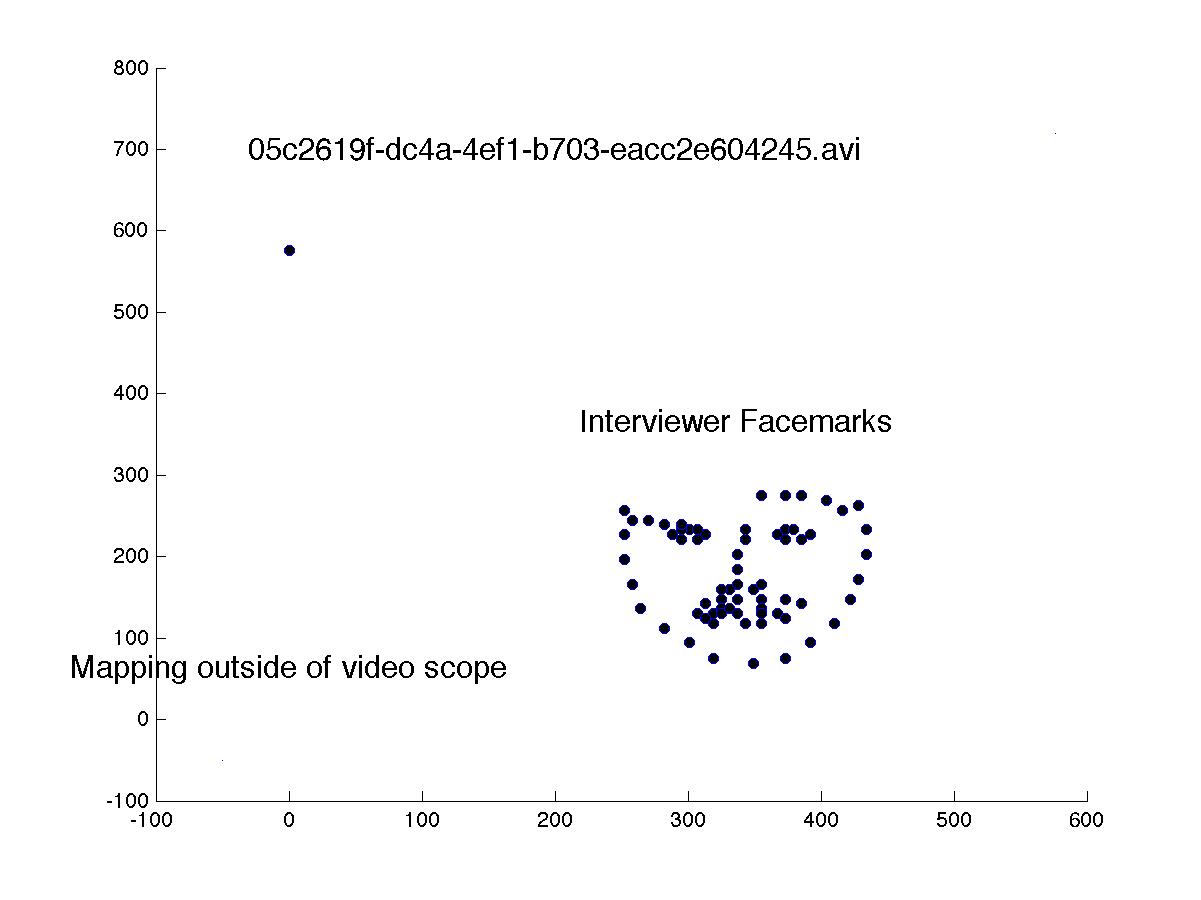 800
700
05c2619f-dc4a-4ef1-b703-eacc2e604245.avi
600
500
400
Interviewer Facemarks
300
200
100
Mapping outside of video scope
0
-100
-100 0 100 200 300 400 500 600